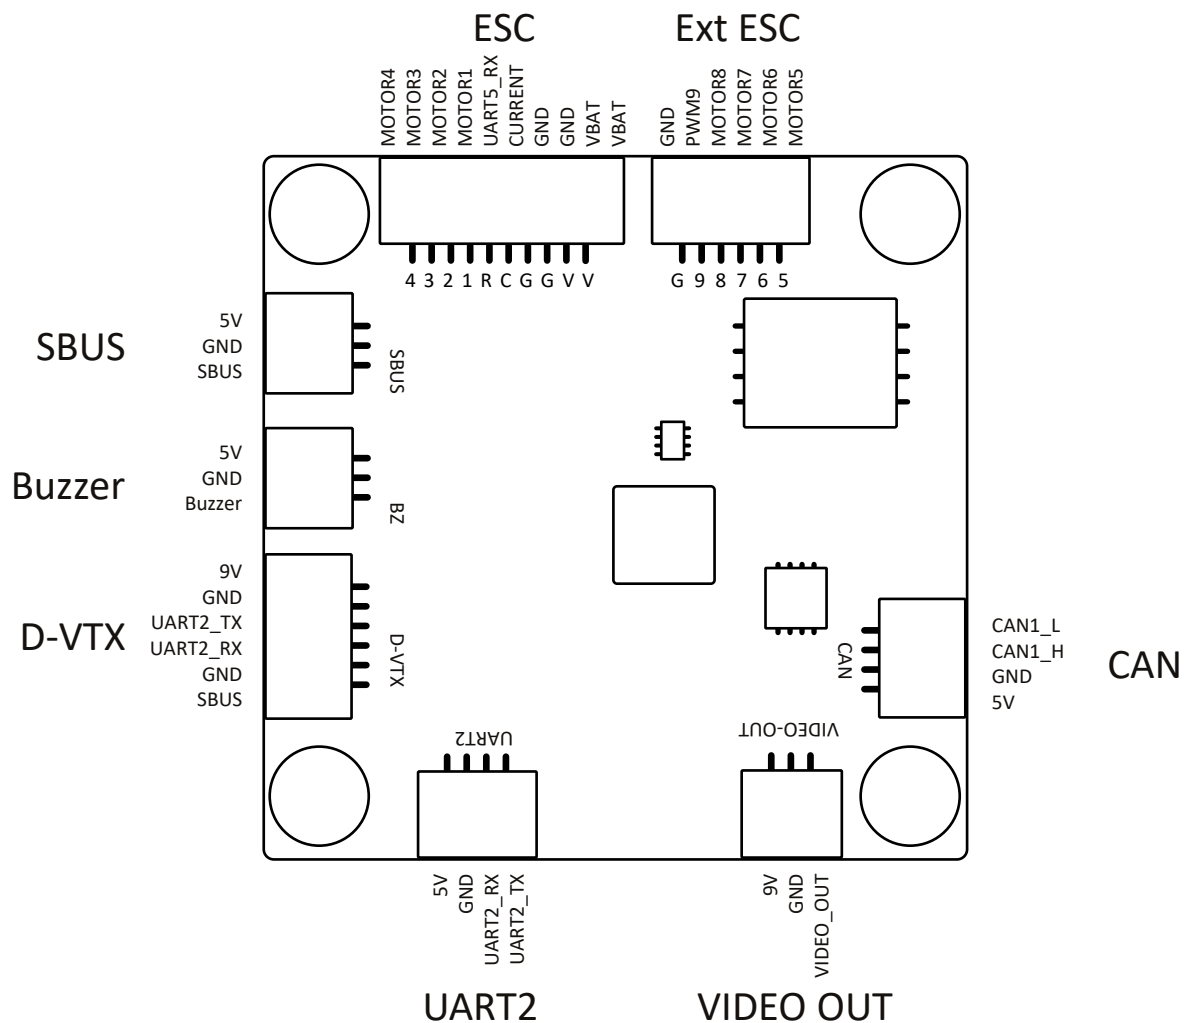 ESC
Ext ESC
MOTOR4
MOTOR3
MOTOR2
MOTOR1
UART5_RX
CURRENT
GND
GND
VBAT
VBAT
GND
PWM9
MOTOR8
MOTOR7
MOTOR6
MOTOR5
4 3 2 1 R C G G V V
G 9 8 7 6 5
SBUS
5V
GND
SBUS
SBUS
Buzzer
5V
GND
Buzzer
BZ
D-VTX
9V
GND
UART2_TX
UART2_RX
GND
SBUS
D-VTX
CAN
CAN1_L
CAN1_H
GND
5V
CAN
UART2
VIDEO-OUT
5V
GND
UART2_RX
UART2_TX
9V
GND
VIDEO_OUT
UART2
VIDEO OUT